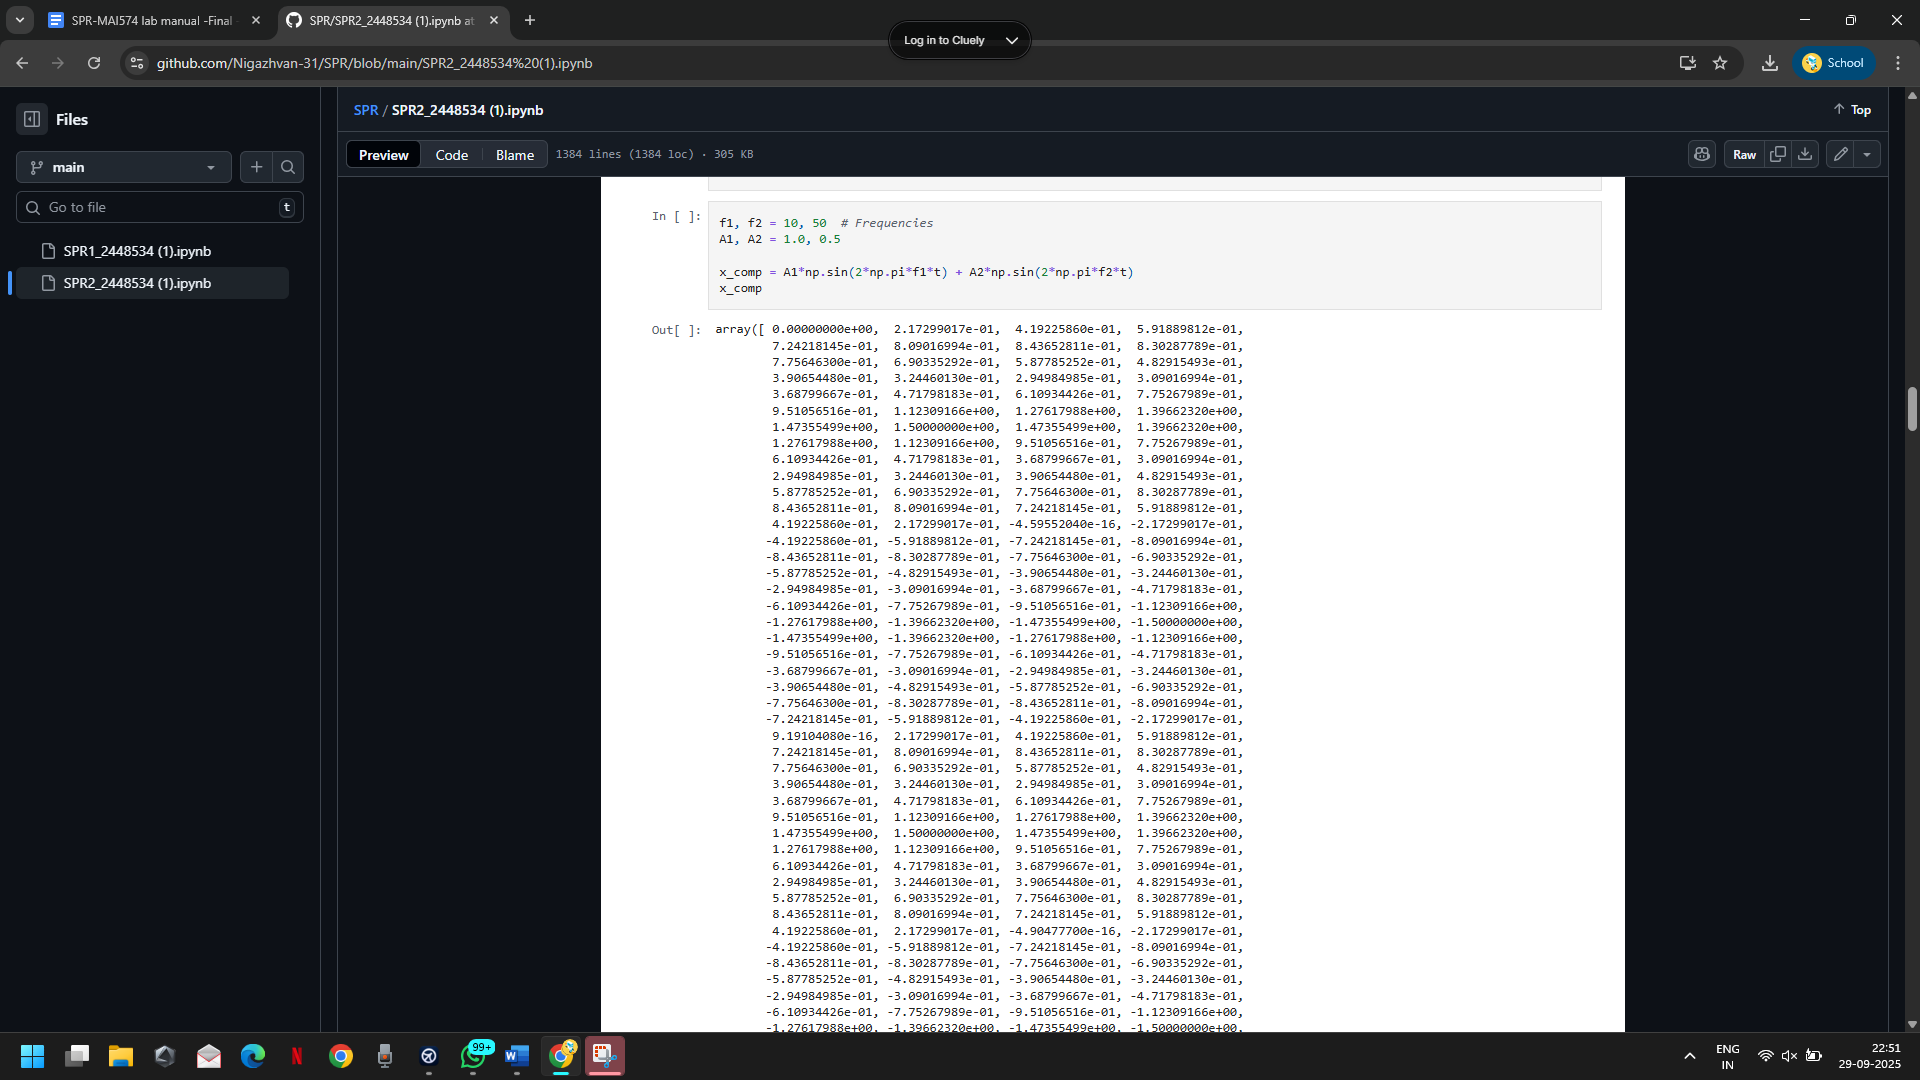 SPR-MAI574 lab manual -Final
SPR/SPR2_2448534 (1).ipynb at
Log in to Cluely
github.com/Nigazhvan-31/SPR/blob/main/SPR2_2448534%20(1).ipynb
School
Files
main
Go to file
t
SPR1_2448534 (1).ipynb
SPR2_2448534 (1).ipynb
SPR / SPR2_2448534 (1).ipynb
Top
Preview Code Blame 1384 lines (1384 loc) · 305 KB
Raw
In [ ]:
f1, f2 = 10, 50  # Frequencies
A1, A2 = 1.0, 0.5
x_comp = A1*np.sin(2*np.pi*f1*t) + A2*np.sin(2*np.pi*f2*t)
x_comp
Out[ ]: array([ 0.00000000e+00,  2.17299017e-01,  4.19225860e-01,  5.91889812e-01,
7.24218145e-01,  8.09016994e-01,  8.43652811e-01,  8.30287789e-01,
7.75646300e-01,  6.90335292e-01,  5.87785252e-01,  4.82915493e-01,
3.90654480e-01,  3.24460130e-01,  2.94984985e-01,  3.09016994e-01,
3.68799667e-01,  4.71798183e-01,  6.10934426e-01,  7.75267989e-01,
9.51056516e-01,  1.12309166e+00,  1.27617988e+00,  1.39662320e+00,
1.47355499e+00,  1.50000000e+00,  1.47355499e+00,  1.39662320e+00,
1.27617988e+00,  1.12309166e+00,  9.51056516e-01,  7.75267989e-01,
6.10934426e-01,  4.71798183e-01,  3.68799667e-01,  3.09016994e-01,
2.94984985e-01,  3.24460130e-01,  3.90654480e-01,  4.82915493e-01,
5.87785252e-01,  6.90335292e-01,  7.75646300e-01,  8.30287789e-01,
8.43652811e-01,  8.09016994e-01,  7.24218145e-01,  5.91889812e-01,
4.19225860e-01,  2.17299017e-01, -4.59552040e-16, -2.17299017e-01,
-4.19225860e-01, -5.91889812e-01, -7.24218145e-01, -8.09016994e-01,
-8.43652811e-01, -8.30287789e-01, -7.75646300e-01, -6.90335292e-01,
-5.87785252e-01, -4.82915493e-01, -3.90654480e-01, -3.24460130e-01,
-2.94984985e-01, -3.09016994e-01, -3.68799667e-01, -4.71798183e-01,
-6.10934426e-01, -7.75267989e-01, -9.51056516e-01, -1.12309166e+00,
-1.27617988e+00, -1.39662320e+00, -1.47355499e+00, -1.50000000e+00,
-1.47355499e+00, -1.39662320e+00, -1.27617988e+00, -1.12309166e+00,
-9.51056516e-01, -7.75267989e-01, -6.10934426e-01, -4.71798183e-01,
-3.68799667e-01, -3.09016994e-01, -2.94984985e-01, -3.24460130e-01,
-3.90654480e-01, -4.82915493e-01, -5.87785252e-01, -6.90335292e-01,
-7.75646300e-01, -8.30287789e-01, -8.43652811e-01, -8.09016994e-01,
-7.24218145e-01, -5.91889812e-01, -4.19225860e-01, -2.17299017e-01,
9.19104080e-16,  2.17299017e-01,  4.19225860e-01,  5.91889812e-01,
7.24218145e-01,  8.09016994e-01,  8.43652811e-01,  8.30287789e-01,
7.75646300e-01,  6.90335292e-01,  5.87785252e-01,  4.82915493e-01,
3.90654480e-01,  3.24460130e-01,  2.94984985e-01,  3.09016994e-01,
3.68799667e-01,  4.71798183e-01,  6.10934426e-01,  7.75267989e-01,
9.51056516e-01,  1.12309166e+00,  1.27617988e+00,  1.39662320e+00,
1.47355499e+00,  1.50000000e+00,  1.47355499e+00,  1.39662320e+00,
1.27617988e+00,  1.12309166e+00,  9.51056516e-01,  7.75267989e-01,
6.10934426e-01,  4.71798183e-01,  3.68799667e-01,  3.09016994e-01,
2.94984985e-01,  3.24460130e-01,  3.90654480e-01,  4.82915493e-01,
5.87785252e-01,  6.90335292e-01,  7.75646300e-01,  8.30287789e-01,
8.43652811e-01,  8.09016994e-01,  7.24218145e-01,  5.91889812e-01,
4.19225860e-01,  2.17299017e-01, -4.90477700e-16, -2.17299017e-01,
-4.19225860e-01, -5.91889812e-01, -7.24218145e-01, -8.09016994e-01,
-8.43652811e-01, -8.30287789e-01, -7.75646300e-01, -6.90335292e-01,
-5.87785252e-01, -4.82915493e-01, -3.90654480e-01, -3.24460130e-01,
-2.94984985e-01, -3.09016994e-01, -3.68799667e-01, -4.71798183e-01,
-6.10934426e-01, -7.75267989e-01, -9.51056516e-01, -1.12309166e+00,
-1.27617988e+00, -1.39662320e+00, -1.47355499e+00, -1.50000000e+00,
99+
ENG
IN
22:51
29-09-2025